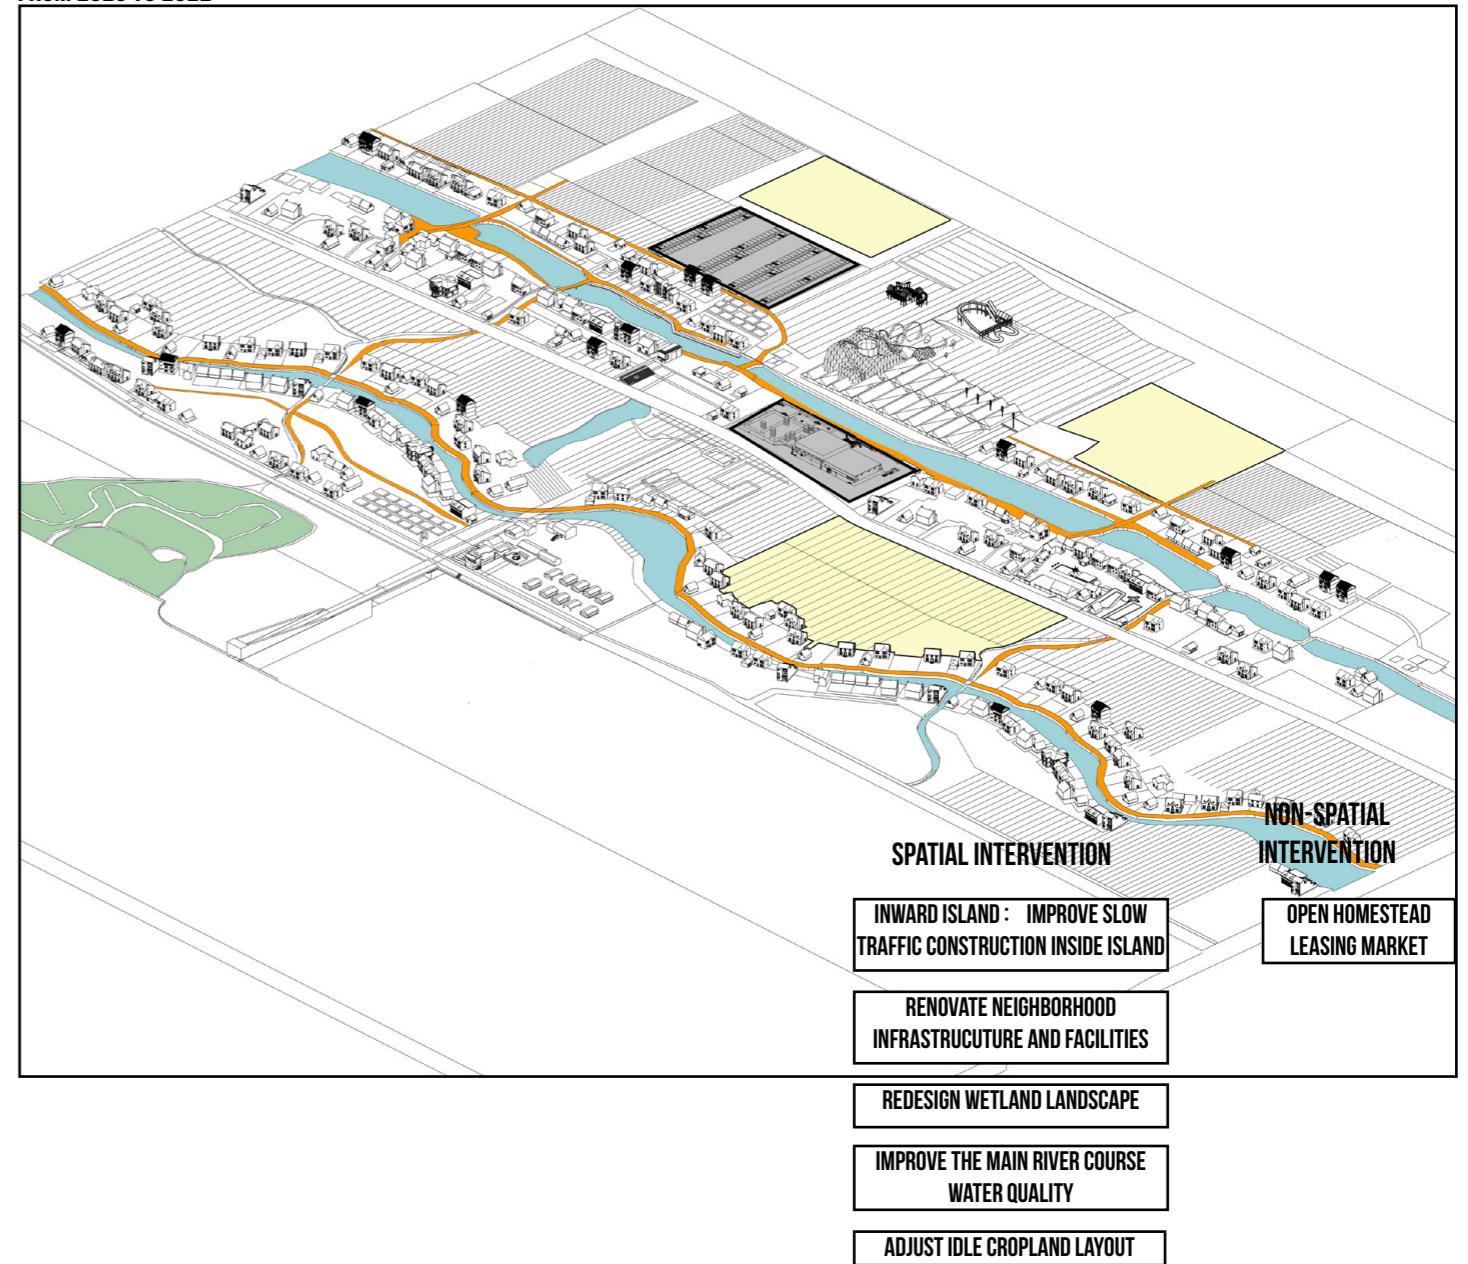 SPATIAL INTERVENTION
NON-SPATIAL
INTERVENTION
INWARD ISLAND: IMPROVE SLOW
TRAFFIC CONSTRUCTION INSIDE ISLAND
OPEN HOMESTEAD
LEASING MARKET
RENOVATE NEIGHBORHOOD
INFRASTRUCUTURE AND FACILITIES
REDESIGN WETLAND LANDSCAPE
IMPROVE THE MAIN RIVER COURSE
WATER QUALITY
ADJUST IDLE CROPLAND LAYOUT